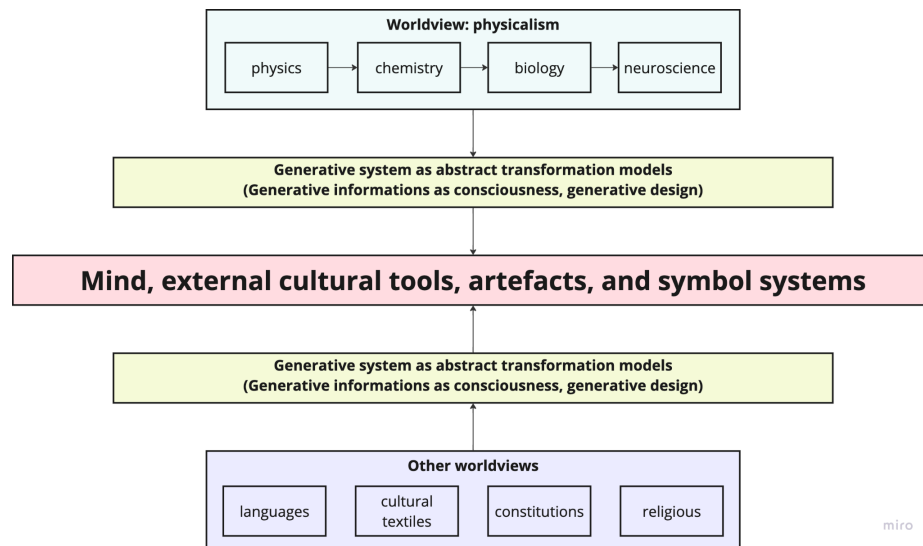 Worldview: physicalism
physics
chemistry
biology
neuroscience
Generative system as abstract transformation models
(Generative informations as consciousness, generative design)
Mind, external cultural tools, artefacts, and symbol systems
Generative system as abstract transformation models
(Generative informations as consciousness, generative design)
Other worldviews
languages
cultural
textiles
constitutions
religious
miro